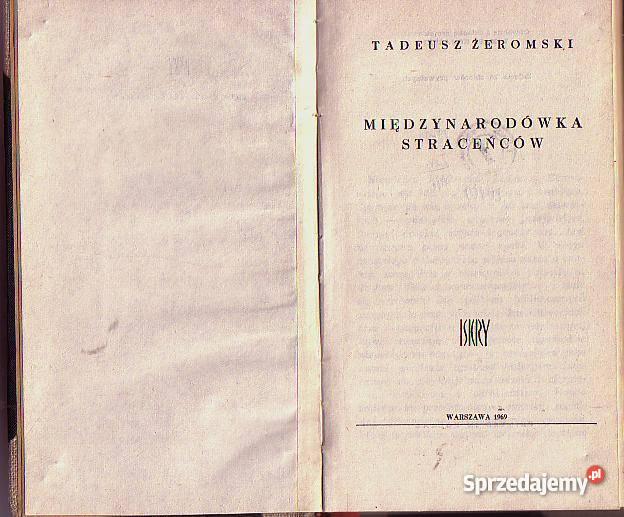 TADEUSZ ŻEROMSKI
MIĘDZYNARODÓWKA
STRACEŃCÓW
ISKRY
WARSZAWA 1969
Sprzedajemy.pl